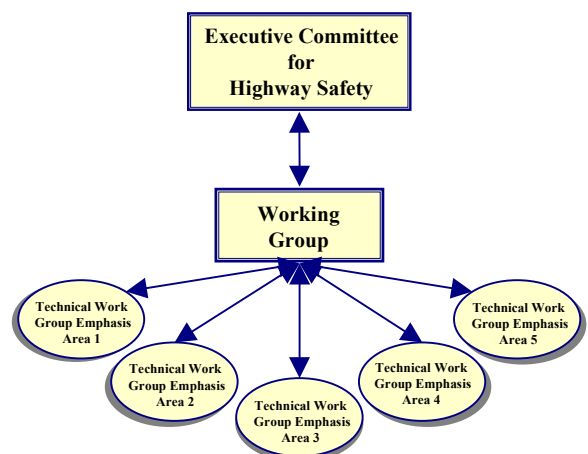 Executive Committee
for
Highway Safety
Working
Group
Technical Work
Group Emphasis
Area 1
Technical Work
Group Emphasis
Area 2
Technical Work
Group Emphasis
Area 3
Technical Work
Group Emphasis
Area 4
Technical Work
Group Emphasis
Area 5